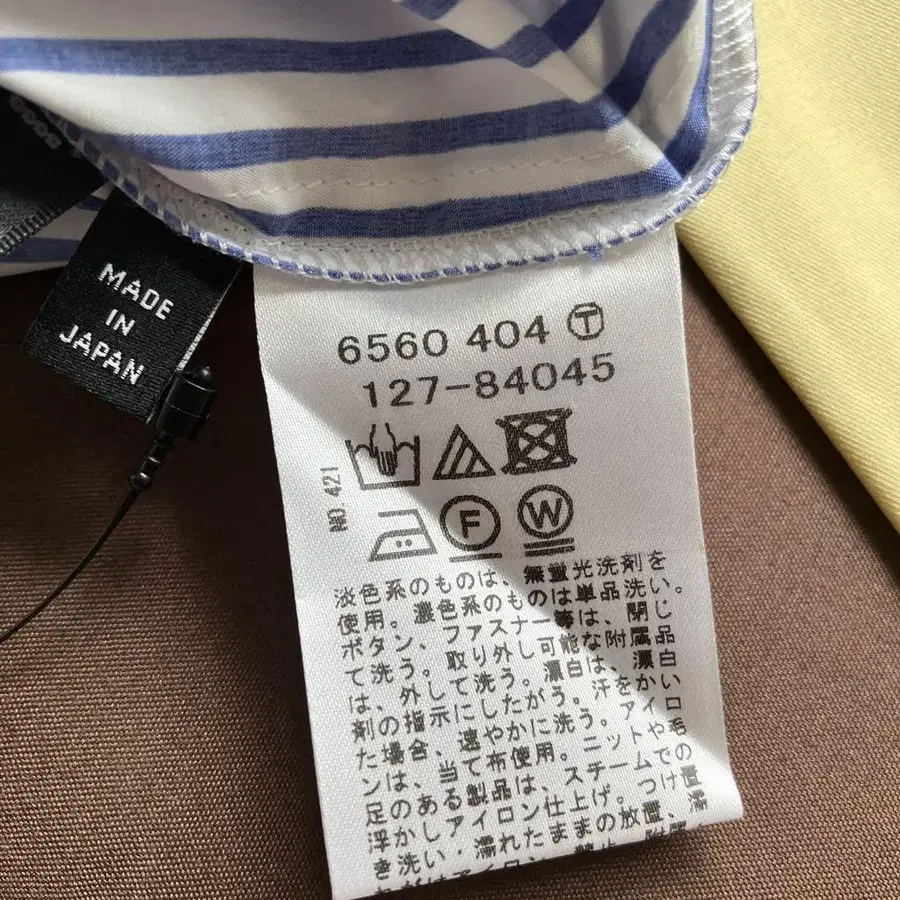 MADE
IN
JAPAN
6560 404 Ⓣ
127-84045
NO.421
F
W
淡色系のものは、無蛍光洗剤を
使用。濃色系のものは単品洗い。
ボタン、ファスナー等は、閉じ
て洗う。取り外し可能な附属品
は、外して洗う。漂白は、漂白
剤の指示にしたがう。汗をかい
た場合、速やかに洗う。アイロ
ンは、当て布使用。ニットや毛
足のある製品は、スチームでの
浮かしアイロン仕上げ。つけ置
き洗い・濡れたままの放置、